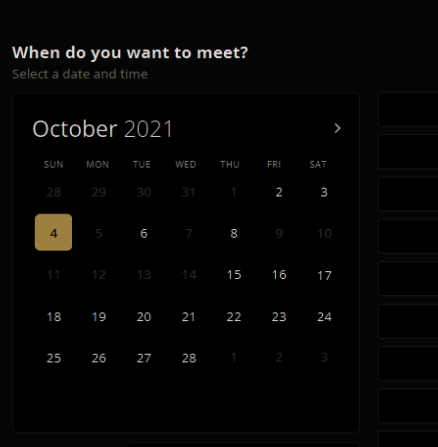 When do you want to meet?
Select a date and time
October 2021 >
SUN MON TUE WED THU FRI SAT
28 29 30 31 1 2 3
4 5 6 7 8 9 10
11 12 13 14 15 16 17
18 19 20 21 22 23 24
25 26 27 28 1 2 3